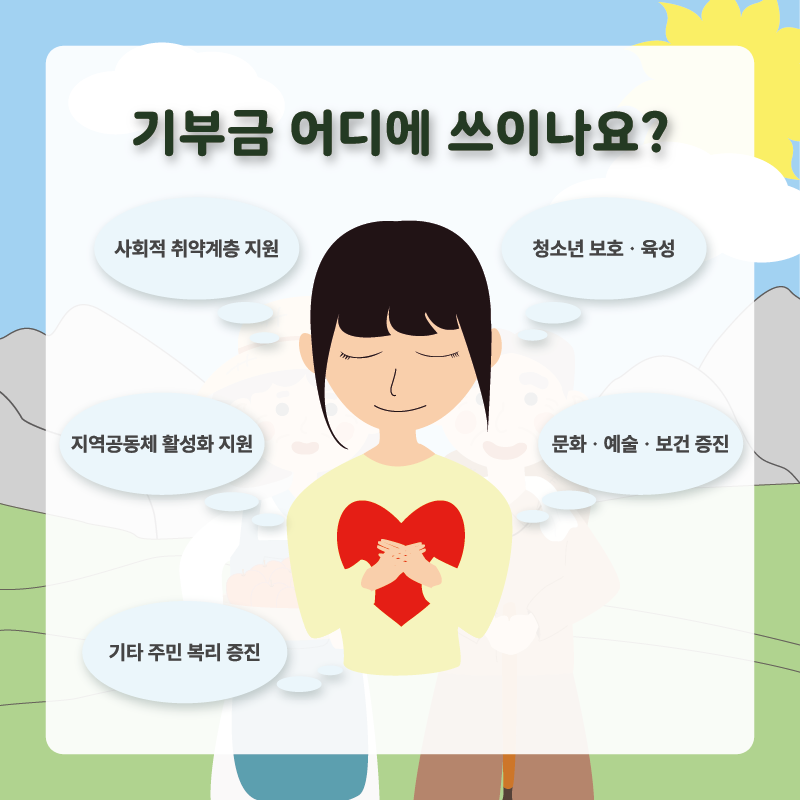 기부금 어디에 쓰이나요?
사회적 취약계층 지원
청소년 보호 · 육성
지역공동체 활성화 지원
문화 · 예술 · 보건 증진
기타 주민 복리 증진